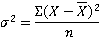 σ² = Σ(X − X̄)² / n